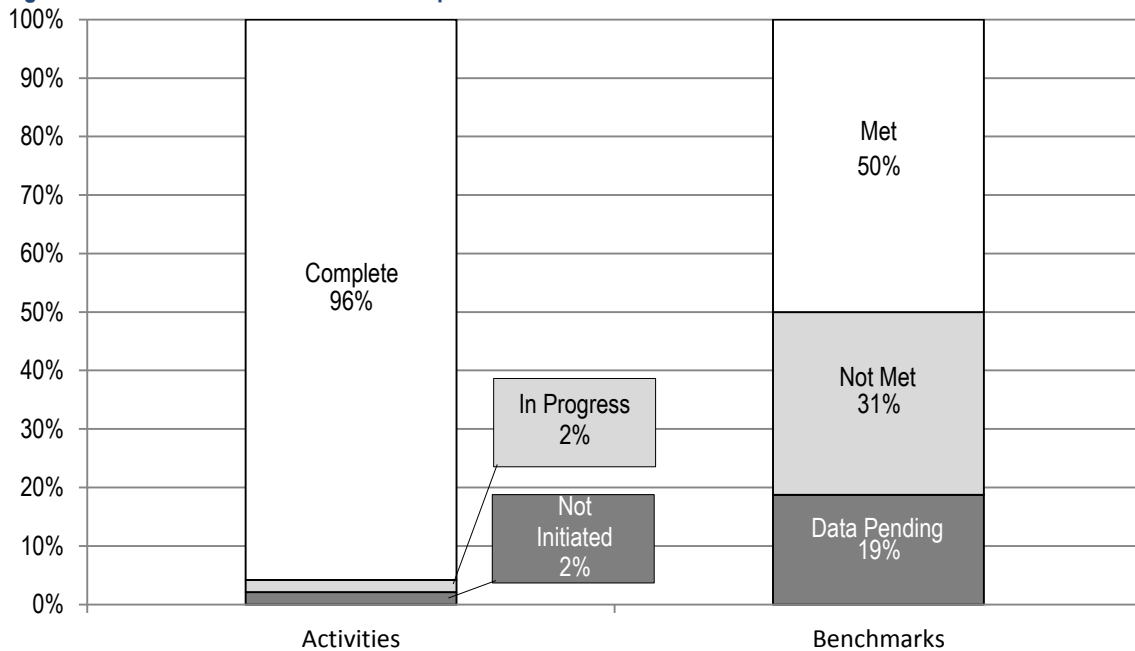 100%
90%
80%
70%
60%
50%
40%
30%
20%
10%
0%
Complete
96%
In Progress
2%
Not
Initiated
2%
Met
50%
Not Met
31%
Data Pending
19%
Activities
Benchmarks